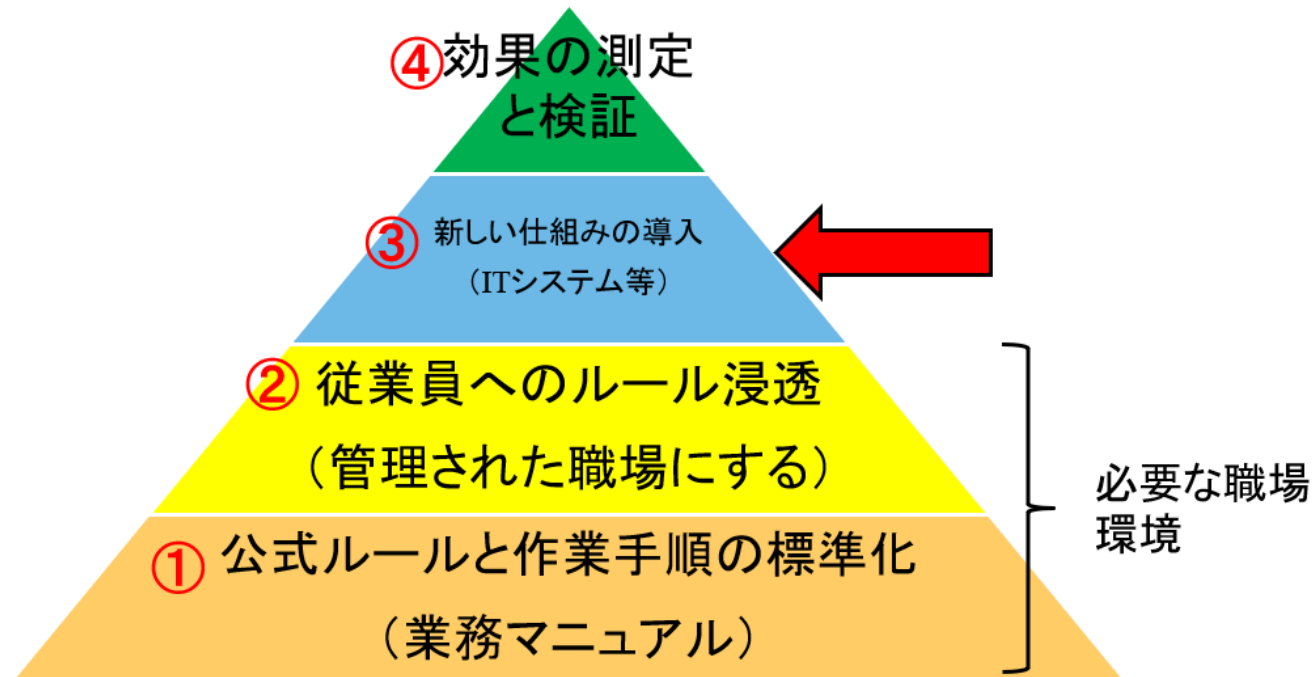 ④効果の測定
と検証
③ 新しい仕組みの導入
（ITシステム等）
② 従業員へのルール浸透
（管理された職場にする）
① 公式ルールと作業手順の標準化
（業務マニュアル）
必要な職場
環境